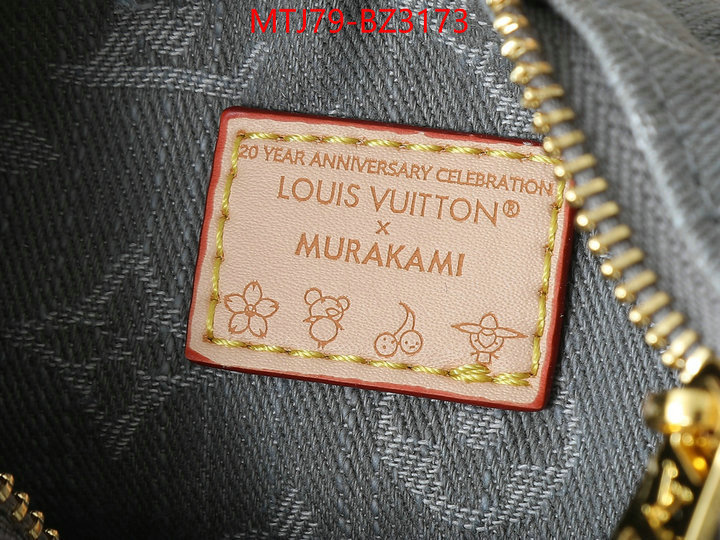 MTJ79-BZ3173
20 YEAR ANNIVERSARY CELEBRATION
LOUIS VUITTON®
x
MURAKAMI